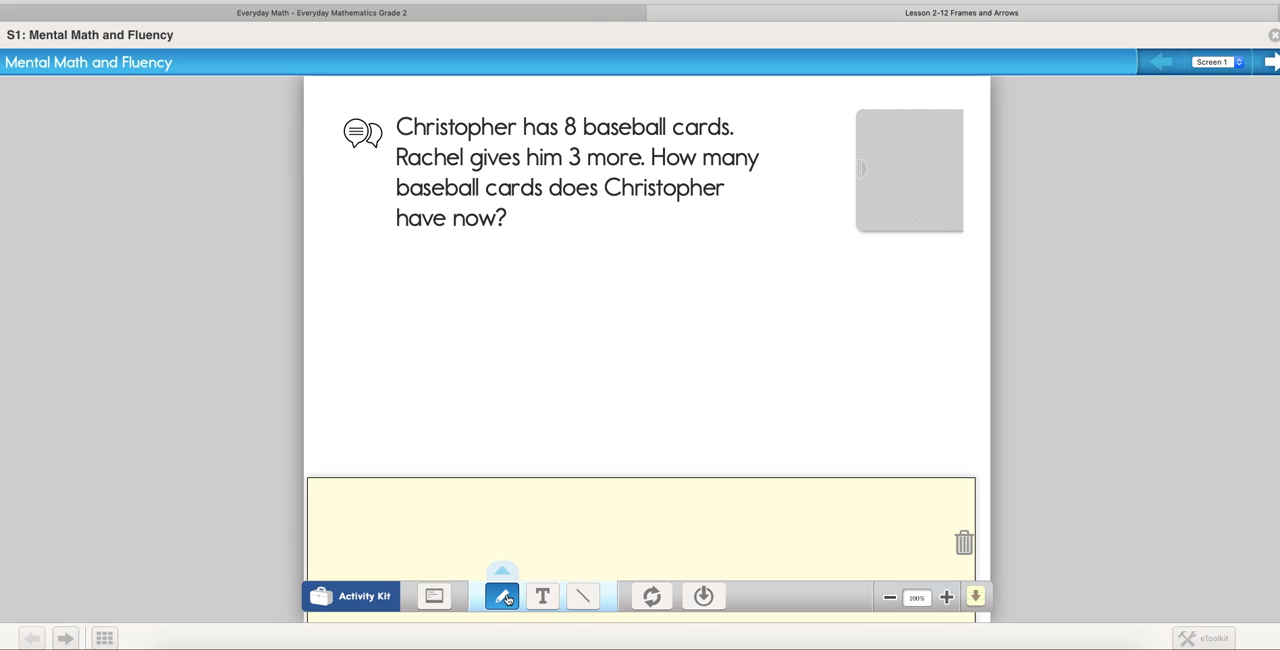 Everyday Math - Everyday Mathematics Grade 2
Lesson 2-12 Frames and Arrows
S1: Mental Math and Fluency
Mental Math and Fluency
Screen 1
Christopher has 8 baseball cards.
Rachel gives him 3 more. How many
baseball cards does Christopher
have now?
Activity Kit
T
100%
eToolkit